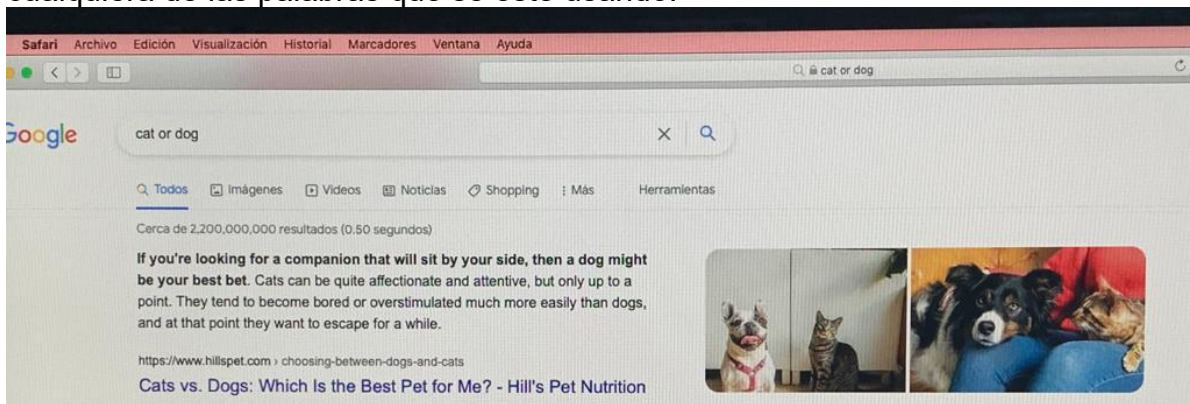 Safari Archivo Edición Visualización Historial Marcadores Ventana Ayuda
cat or dog
Google
cat or dog
Todos Imágenes Videos Noticias Shopping Más Herramientas
Cerca de 2,200,000,000 resultados (0.50 segundos)
If you're looking for a companion that will sit by your side, then a dog might
be your best bet. Cats can be quite affectionate and attentive, but only up to a
point. They tend to become bored or overstimulated much more easily than dogs,
and at that point they want to escape for a while.
https://www.hillspet.com › choosing-between-dogs-and-cats
Cats vs. Dogs: Which Is the Best Pet for Me? - Hill's Pet Nutrition